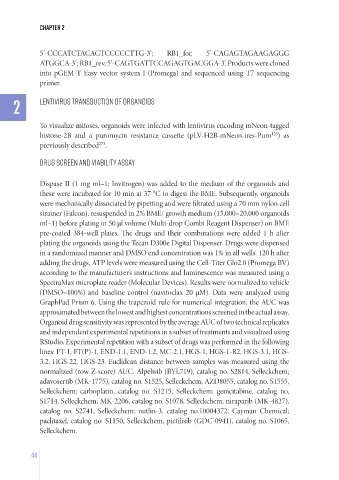 CHAPTER 2
5'-CCCATCTACAGTCCCCCTTG-3'; RB1_for, 5'-CAGAGTAGAAGAGGG
ATGGCA-3'; RB1_rev, 5'-CAGTGATTCCAGAGTGACGGA-3'. Products were cloned
into pGEM-T Easy vector system I (Promega) and sequenced using T7 sequencing
primer.
2
LENTIVIRUS TRANSDUCTION OF ORGANOIDS
To visualize mitoses, organoids were infected with lentivirus encoding mNeon-tagged
histone-2B and a puromycin resistance cassette (pLV-H2B-mNeon-ires-Puro) as
previously described.
DRUG SCREEN AND VIABILITY ASSAY
Dispase II (1 mg ml–1; Invitrogen) was added to the medium of the organoids and
these were incubated for 10 min at 37 °C to digest the BME. Subsequently, organoids
were mechanically dissociated by pipetting and were filtrated using a 70 mm nylon cell
strainer (Falcon), resuspended in 2% BME/ growth medium (15,000–20,000 organoids
ml–1) before plating in 50 µl volume (Multi-drop Combi Reagent Dispenser) on BME
pre-coated 384-well plates. The drugs and their combinations were added 1 h after
plating the organoids using the Tecan D300e Digital Dispenser. Drugs were dispensed
in a randomized manner and DMSO end concentration was 1% in all wells. 120 h after
adding the drugs, ATP levels were measured using the Cell-Titer Glo2.0 (Promega BV)
according to the manufacturer's instructions and luminescence was measured using a
SpectraMax microplate reader (Molecular Devices). Results were normalized to vehicle
(DMSO=100%) and baseline control (navitoclax 20 µM). Data were analyzed using
GraphPad Prism 6. Using the trapezoid rule for numerical integration, the AUC was
approximated between the lowest and highest concentrations screened in the actual assay.
Organoid drug sensitivity was represented by the average AUC of two technical replicates
and independent experimental repetitions in a subset of treatments and visualized using
RStudio. Experimental repetition with a subset of drugs was performed in the following
lines: FT-1, FT(P)-1, END-1.1, END-1.2, MC-2.1, HGS-1, HGS-1-R2, HGS-3.1, HGS-
3.2, HGS-22, HGS-23. Euclidean distance between samples was measured using the
normalized (row Z-score) AUC. Alpelisib (BYL719), catalog no. S2814, Selleckchem;
adavosertib (MK-1775), catalog no. S1525, Selleckchem; AZD8055, catalog no. S1555,
Selleckchem; carboplatin, catalog no. S1215, Selleckchem; gemcitabine, catalog no.
S1714, Selleckchem; MK-2206, catalog no. S1078, Selleckchem; niraparib (MK-4827),
catalog no. S2741, Selleckchem; nutlin-3, catalog no.10004372, Cayman Chemical;
paclitaxel, catalog no. S1150, Selleckchem; pictilisib (GDC-0941), catalog no. S1065,
Selleckchem.
44